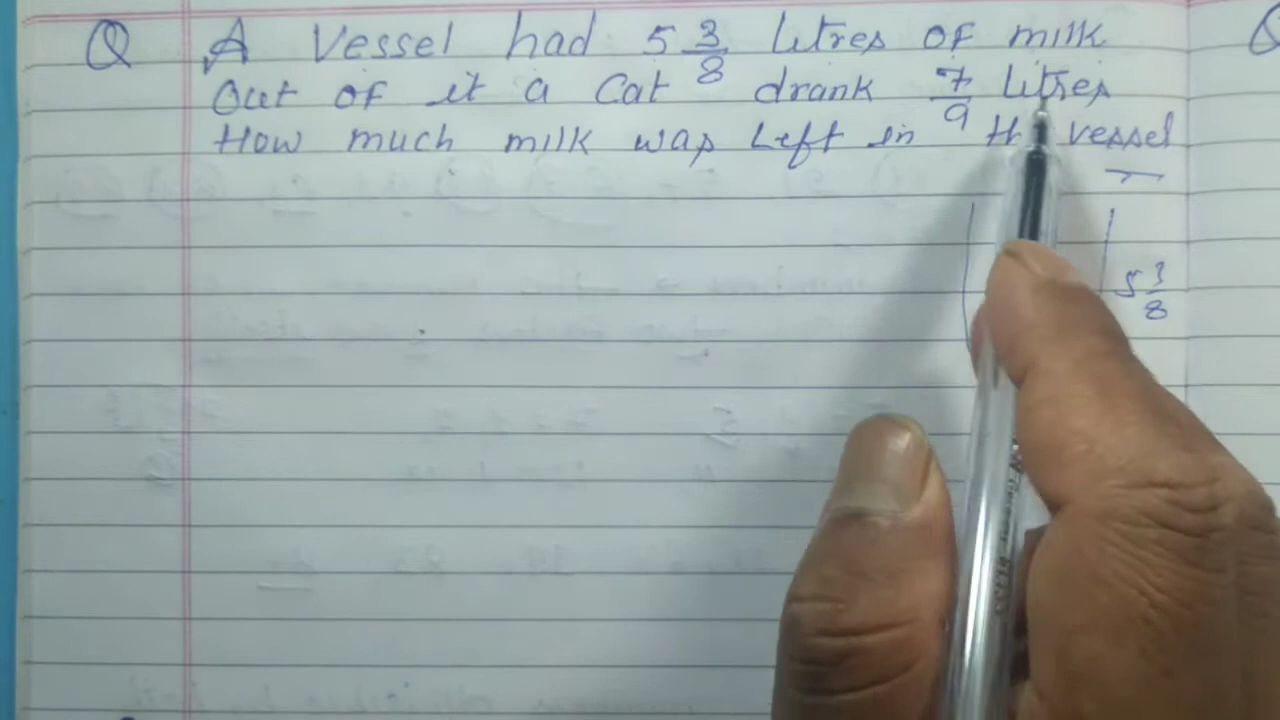 Q A Vessel had 5 3/8 litres of milk
Out of it a Cat drank 7/9 litres
How much milk was left in the vessel
5 3/8